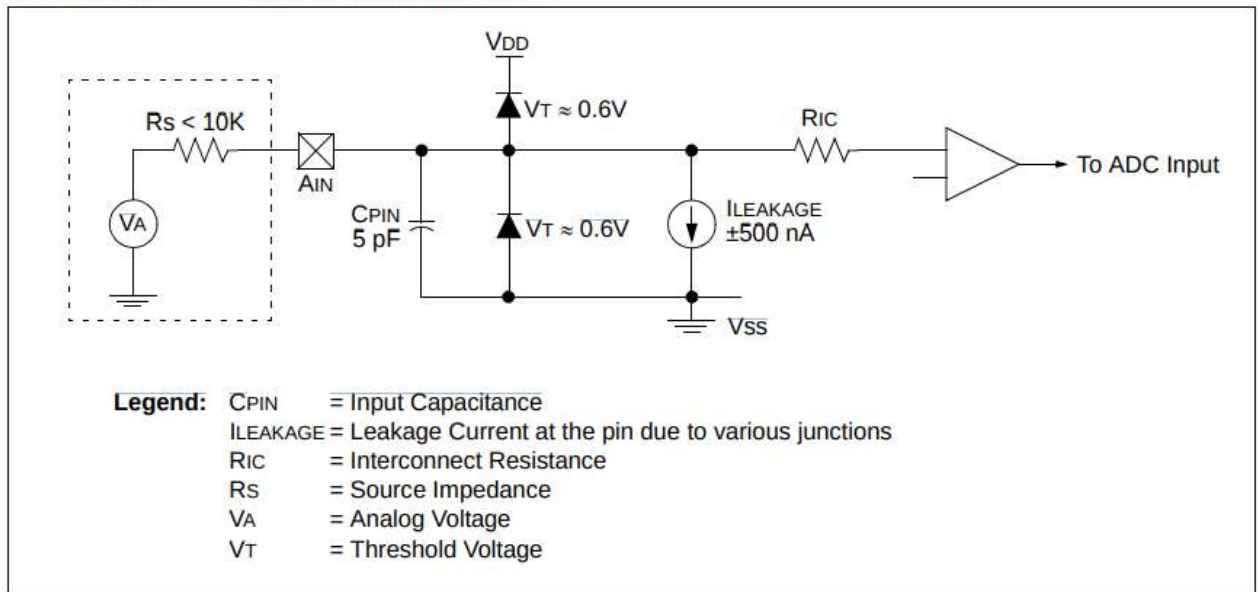 VDD
VT ≈ 0.6V
RS < 10K
RIC
AIN
To ADC Input
VA
CPIN
5 pF
VT ≈ 0.6V
ILEAKAGE
±500 nA
VSS
Legend: CPIN = Input Capacitance
ILEAKAGE = Leakage Current at the pin due to various junctions
RIC = Interconnect Resistance
RS = Source Impedance
VA = Analog Voltage
VT = Threshold Voltage